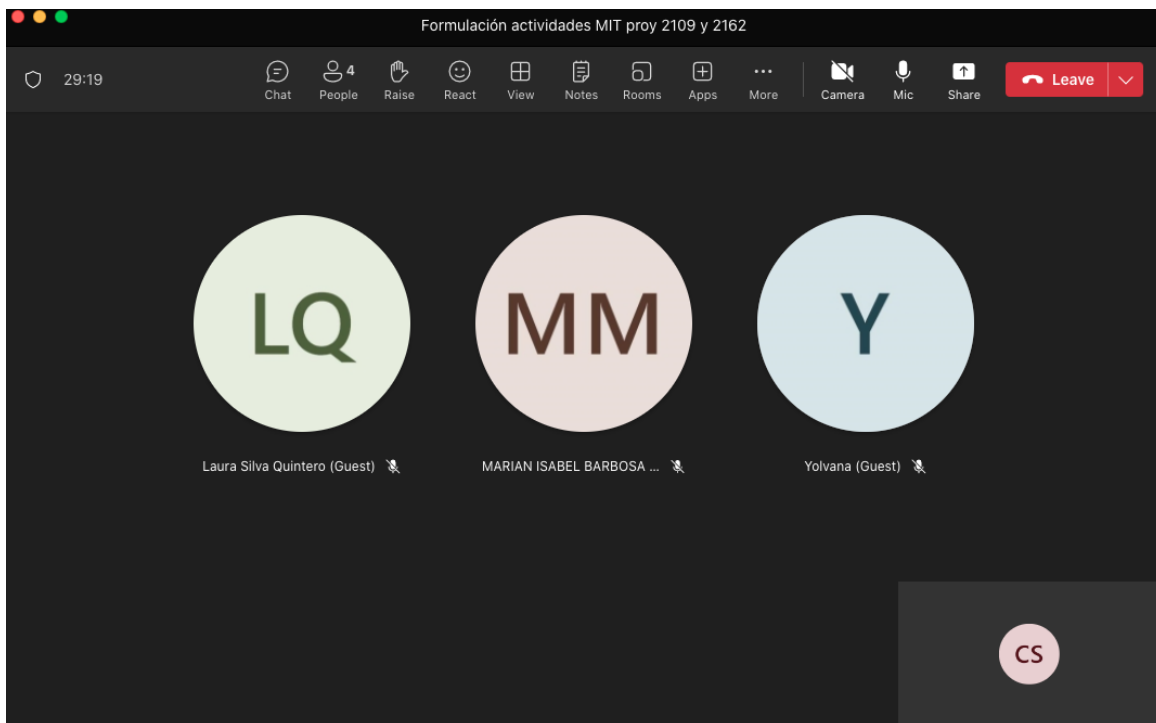 Formulación actividades MIT proy 2109 y 2162
29:19
4
Chat People Raise React View Notes Rooms Apps More Camera Mic Share Leave
LQ MM Y
Laura Silva Quintero (Guest) MARIAN ISABEL BARBOSA ... Yolvana (Guest)
CS